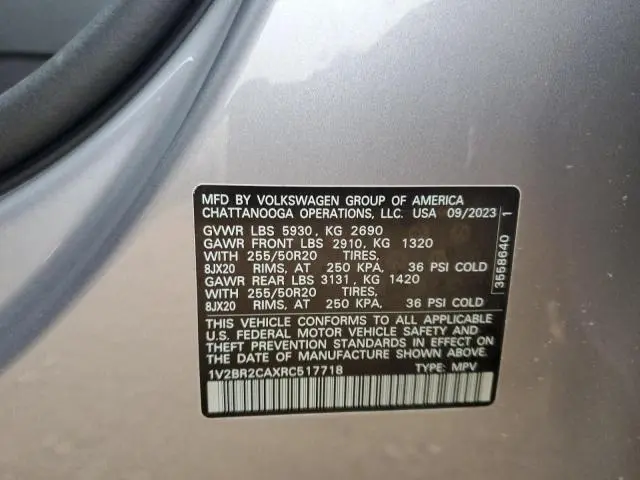 MFD BY VOLKSWAGEN GROUP OF AMERICA
CHATTANOOGA OPERATIONS, LLC. USA 09/2023
GVWR LBS 5930 , KG 2690
GAWR FRONT LBS 2910, KG 1320
WITH 255/50R20 TIRES,
8JX20 RIMS, AT 250 KPA, 36 PSI COLD
GAWR REAR LBS 3131, KG 1420
WITH 255/50R20 TIRES,
8JX20 RIMS, AT 250 KPA, 36 PSI COLD
THIS VEHICLE CONFORMS TO ALL APPLICABLE
U.S. FEDERAL MOTOR VEHICLE SAFETY AND
THEFT PREVENTION STANDARDS IN EFFECT ON
THE DATE OF MANUFACTURE SHOWN ABOVE.
1V2BR2CAXRC517718 TYPE: MPV
3558640 1